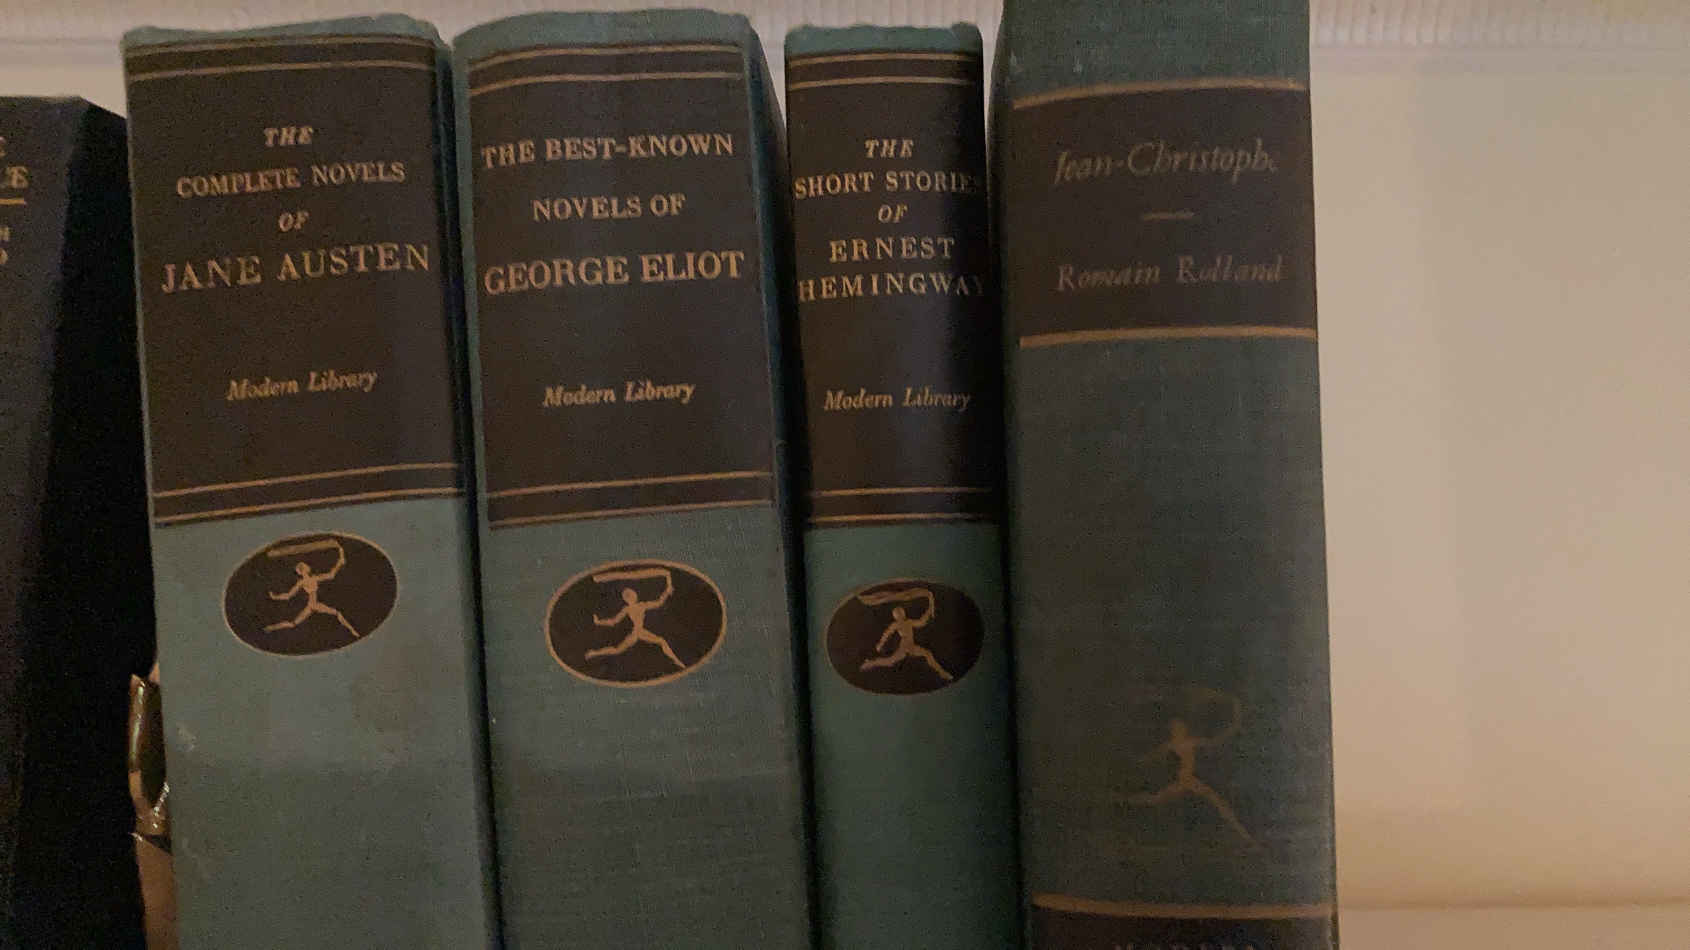 THE
COMPLETE NOVELS
OF
JANE AUSTEN
Modern Library
THE BEST-KNOWN
NOVELS OF
GEORGE ELIOT
Modern Library
THE
SHORT STORIES
OF
ERNEST
HEMINGWAY
Modern Library
Jean-Christophe
Romain Rolland